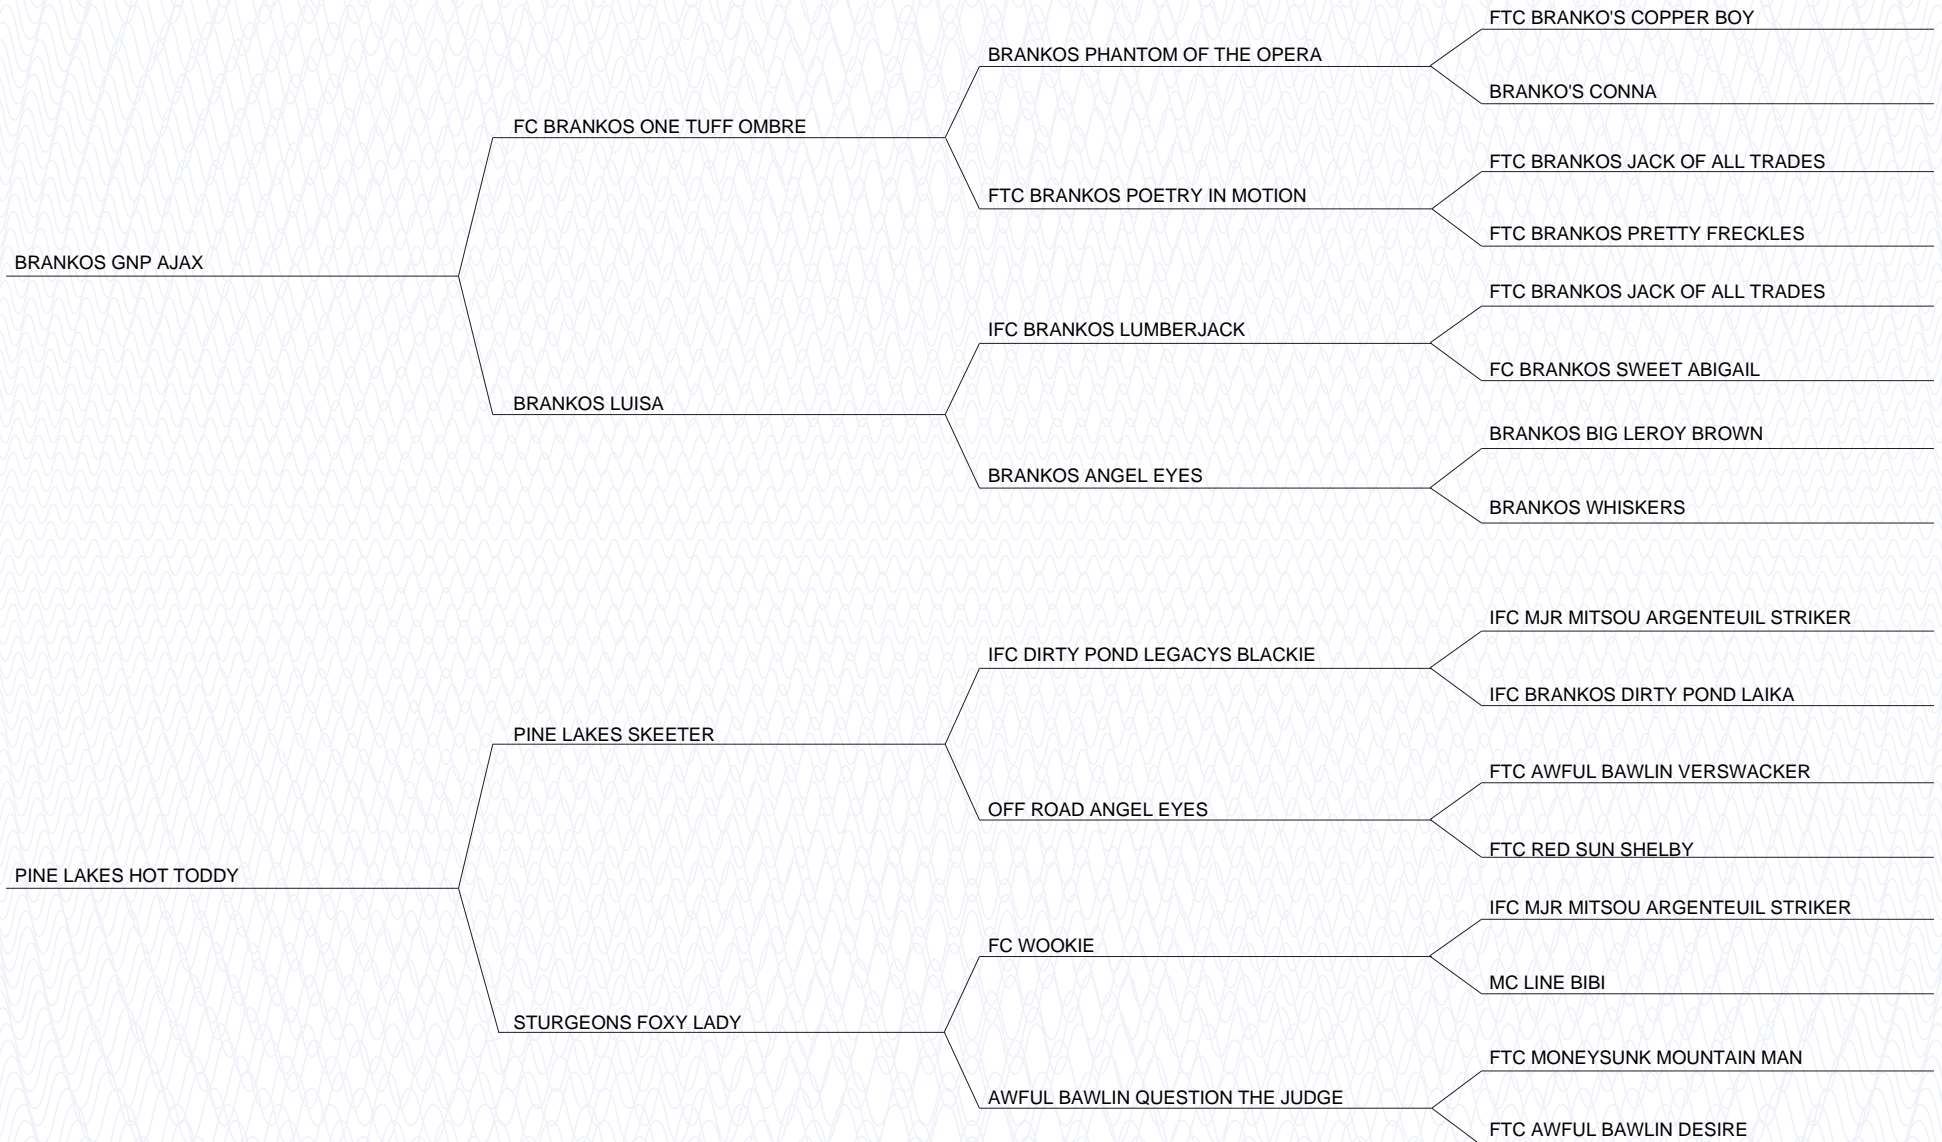 FTC BRANKO'S COPPER BOY
BRANKOS PHANTOM OF THE OPERA
BRANKO'S CONNA
FC BRANKOS ONE TUFF OMBRE
FTC BRANKOS JACK OF ALL TRADES
FTC BRANKOS POETRY IN MOTION
FTC BRANKOS PRETTY FRECKLES
BRANKOS GNP AJAX
FTC BRANKOS JACK OF ALL TRADES
IFC BRANKOS LUMBERJACK
FC BRANKOS SWEET ABIGAIL
BRANKOS LUISA
BRANKOS BIG LEROY BROWN
BRANKOS ANGEL EYES
BRANKOS WHISKERS
IFC MJR MITSOU ARGENTEUIL STRIKER
IFC DIRTY POND LEGACYS BLACKIE
IFC BRANKOS DIRTY POND LAIKA
PINE LAKES SKEETER
FTC AWFUL BAWLIN VERSWACKER
OFF ROAD ANGEL EYES
FTC RED SUN SHELBY
PINE LAKES HOT TODDY
IFC MJR MITSOU ARGENTEUIL STRIKER
FC WOOKIE
MC LINE BIBI
STURGEONS FOXY LADY
FTC MONEYSUNK MOUNTAIN MAN
AWFUL BAWLIN QUESTION THE JUDGE
FTC AWFUL BAWLIN DESIRE